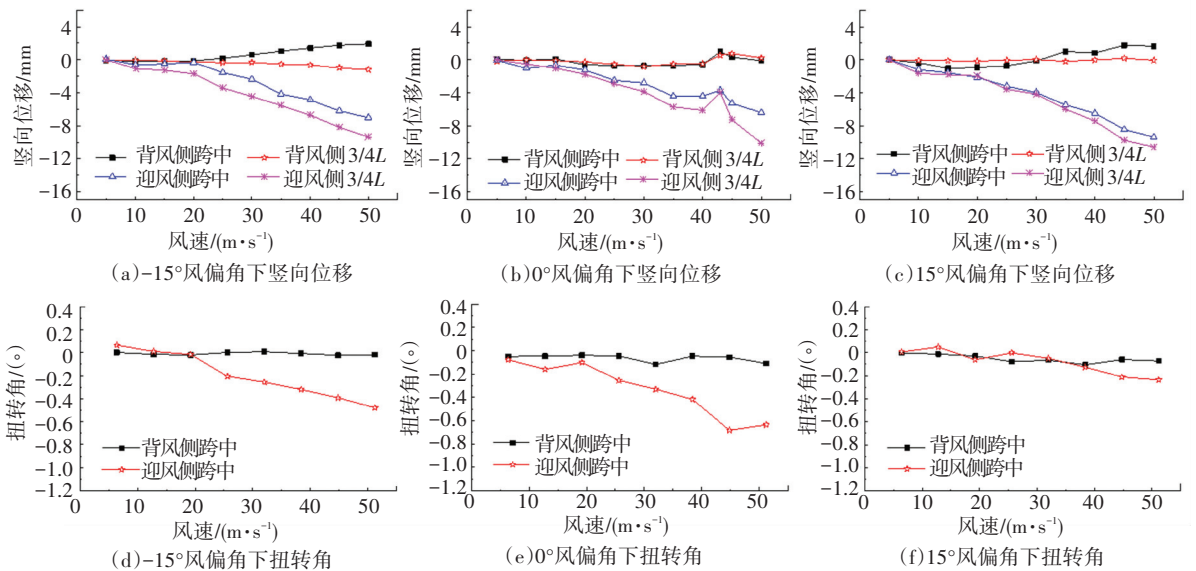 4
0
−4
−8
−12
−16
竖向位移/mm
背风侧跨中
背风侧 3/4L
迎风侧跨中
迎风侧 3/4L
0 10 20 30 40 50
风速/(m·s⁻¹)
(a)−15°风偏角下竖向位移
4
0
−4
−8
−12
−16
竖向位移/mm
背风侧跨中
背风侧 3/4L
迎风侧跨中
迎风侧 3/4L
0 10 20 30 40 50
风速/(m·s⁻¹)
(b)0°风偏角下竖向位移
4
0
−4
−8
−12
−16
竖向位移/mm
背风侧跨中
背风侧 3/4L
迎风侧跨中
迎风侧 3/4L
0 10 20 30 40 50
风速/(m·s⁻¹)
(c)15°风偏角下竖向位移
0.4
0.2
0
−0.2
−0.4
−0.6
−0.8
−1.0
−1.2
扭转角/(°)
背风侧跨中
迎风侧跨中
0 10 20 30 40 50
风速/(m·s⁻¹)
(d)−15°风偏角下扭转角
0.4
0.2
0
−0.2
−0.4
−0.6
−0.8
−1.0
−1.2
扭转角/(°)
背风侧跨中
迎风侧跨中
0 10 20 30 40 50
风速/(m·s⁻¹)
(e)0°风偏角下扭转角
0.4
0.2
0
−0.2
−0.4
−0.6
−0.8
−1.0
−1.2
扭转角/(°)
背风侧跨中
迎风侧跨中
0 10 20 30 40 50
风速/(m·s⁻¹)
(f)15°风偏角下扭转角